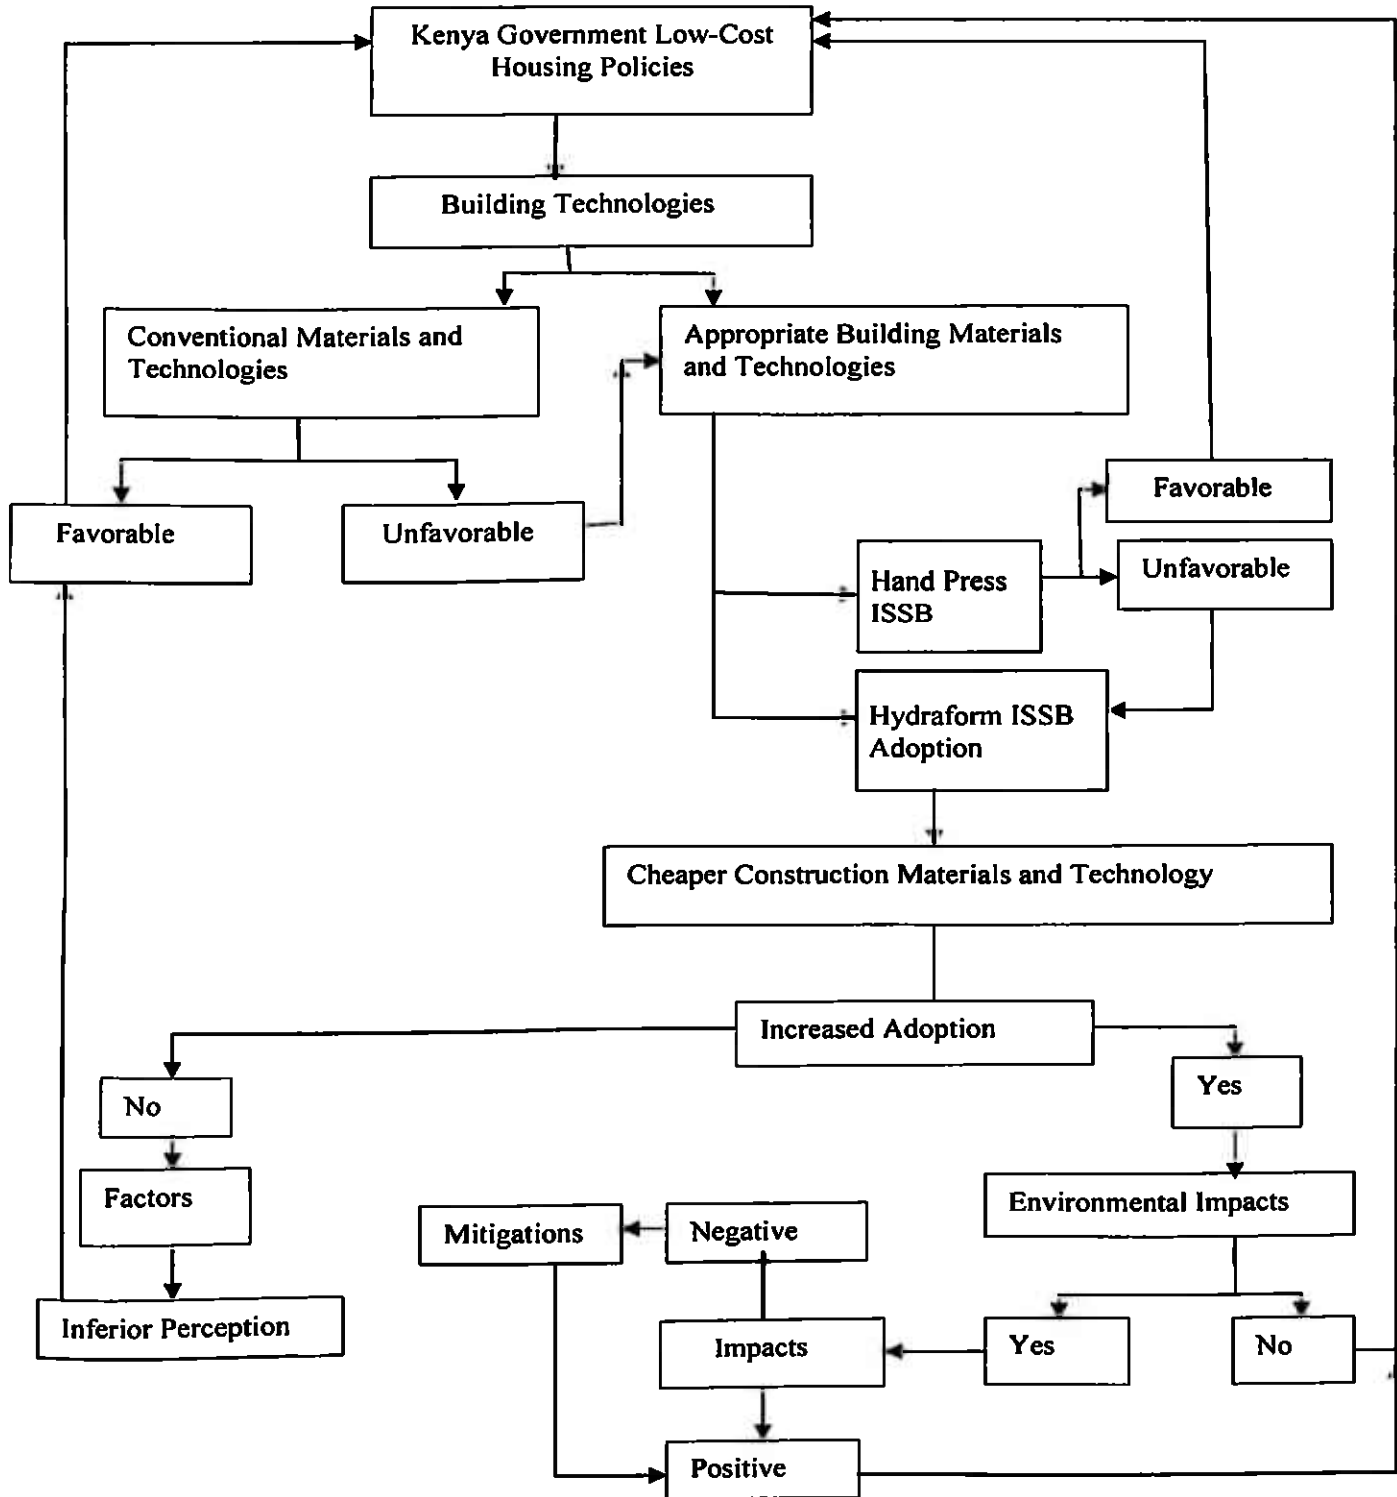 Kenya Government Low-Cost
Housing Policies
Building Technologies
Conventional Materials and
Technologies
Appropriate Building Materials
and Technologies
Favorable
Unfavorable
Favorable
Unfavorable
Hand Press
ISSB
Hydraform ISSB
Adoption
Cheaper Construction Materials and Technology
Increased Adoption
No
Yes
Factors
Environmental Impacts
Mitigations
Negative
Inferior Perception
Impacts
Yes
No
Positive